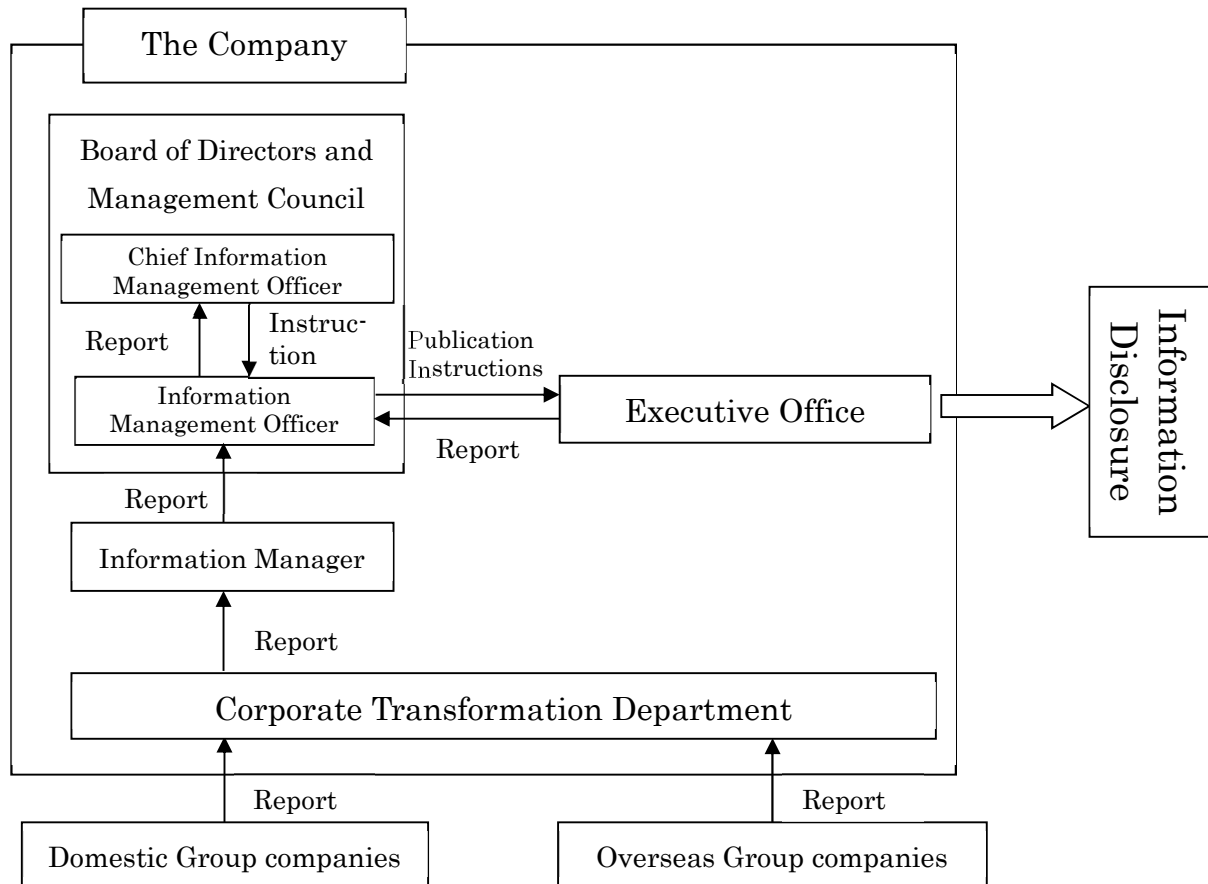 The Company
Board of Directors and
Management Council
Chief Information
Management Officer
Report
Instruc-
tion
Publication
Instructions
Information
Management Officer
Executive Office
Report
Information
Disclosure
Report
Information Manager
Report
Corporate Transformation Department
Report
Report
Domestic Group companies
Overseas Group companies